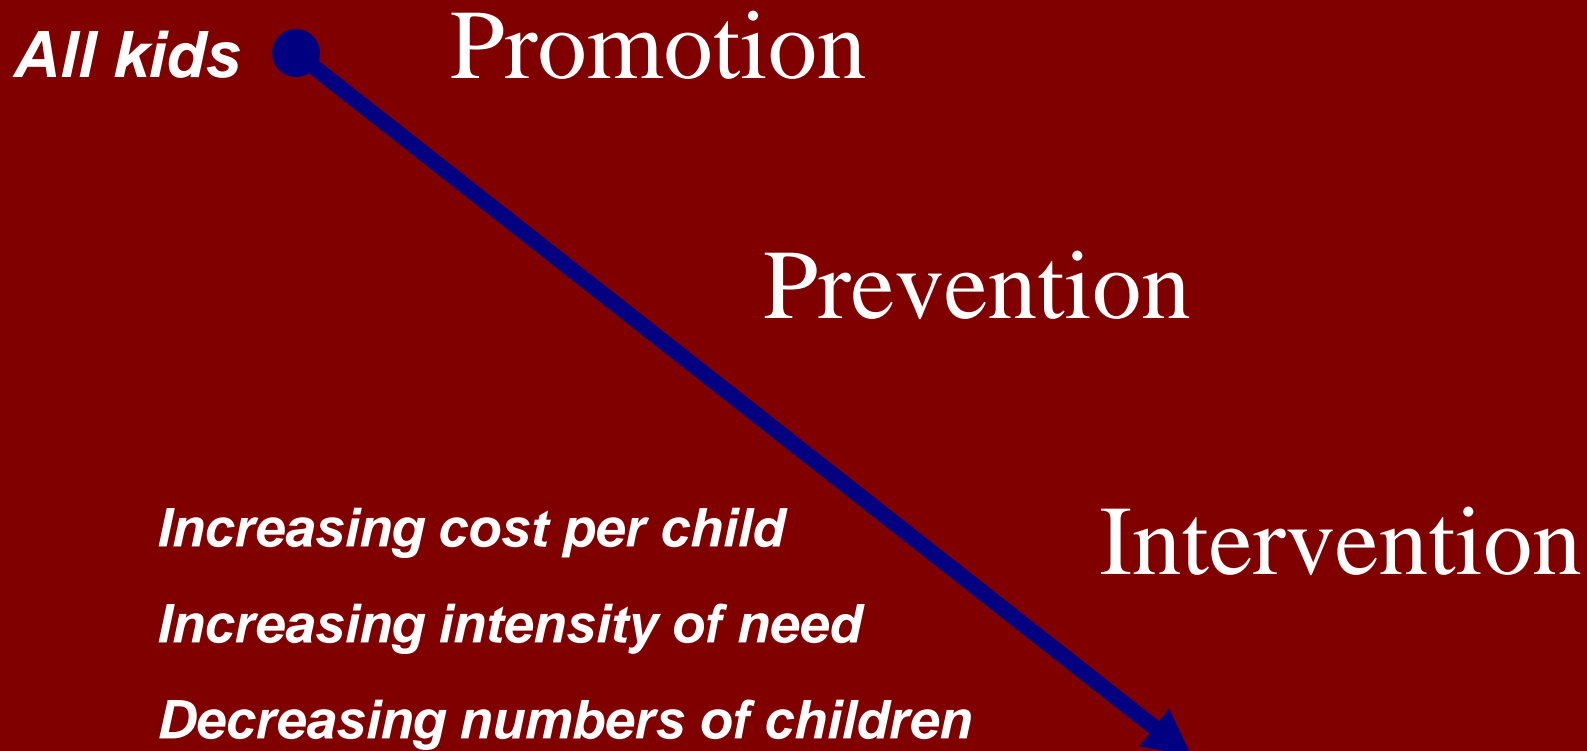 All kids
Promotion
Prevention
Intervention
Increasing cost per child
Increasing intensity of need
Decreasing numbers of children